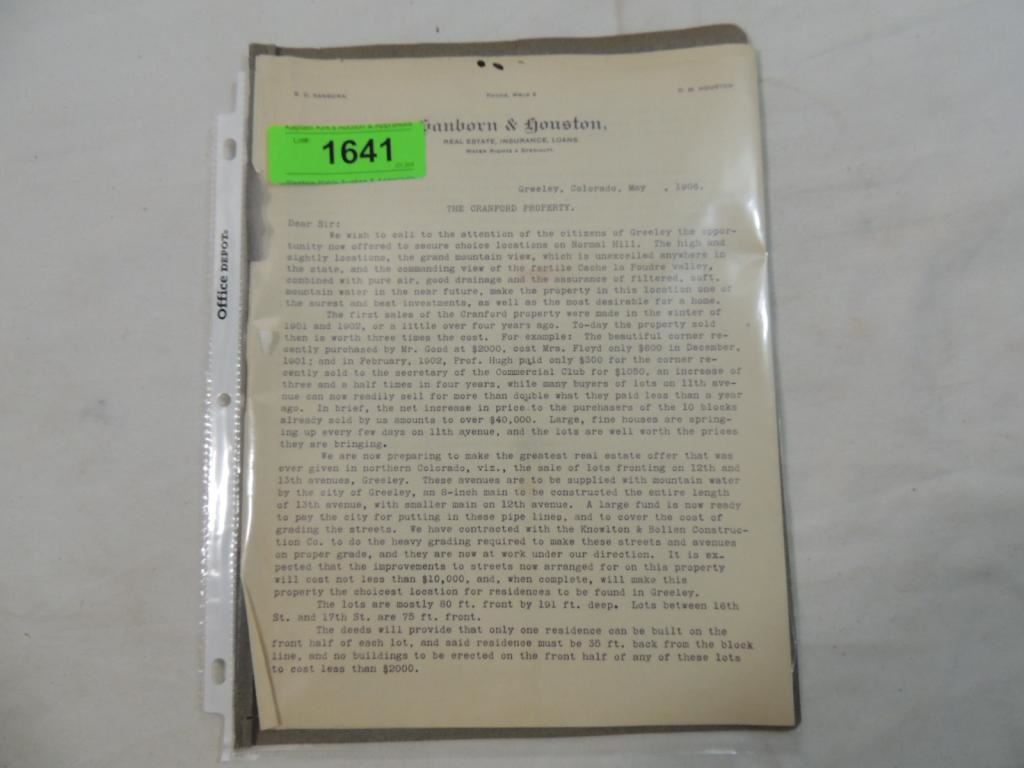 B. D. SANBORN PHONE, WELD 6 O. M. HOUSTON
Sanborn & Houston,
REAL ESTATE, INSURANCE, LOANS.
WATER RIGHTS A SPECIALTY.
Lot#
1641
Greeley, Colorado, May , 1906.
THE CRANFORD PROPERTY.
Dear Sir:
We wish to call to the attention of the citizens of Greeley the oppor-
tunity now offered to secure choice locations on Normal Hill. The high and
sightly locations, the grand mountain view, which is unexcelled anywhere in
the state, and the commanding view of the fertile Cache la Poudre valley,
combined with pure air, good drainage and the assurance of filtered, soft.
mountain water in the near future, make the property in this location one of
the surest and best investments, as well as the most desirable for a home.
The first sales of the Cranford property were made in the winter of
1901 and 1902, or a little over four years ago. To-day the property sold
then is worth three times the cost. For example: The beautiful corner re-
cently purchased by Mr. Good at $2000, cost Mrs. Floyd only $600 in December,
1901; and in February, 1902, Prof. Hugh paid only $300 for the corner re-
cently sold to the secretary of the Commercial Club for $1050, an increase of
three and a half times in four years, while many buyers of lots on 11th ave-
nue can now readily sell for more than double what they paid less than a year
ago. In brief, the net increase in price to the purchasers of the 10 blocks
already sold by us amounts to over $40,000. Large, fine houses are spring-
ing up every few days on 11th avenue, and the lots are well worth the prices
they are bringing.
We are now preparing to make the greatest real estate offer that was
ever given in northern Colorado, viz., the sale of lots fronting on 12th and
13th avenues, Greeley. These avenues are to be supplied with mountain water
by the city of Greeley, an 8-inch main to be constructed the entire length
of 13th avenue, with smaller main on 12th avenue. A large fund is now ready
to pay the city for putting in these pipe lines, and to cover the cost of
grading the streets. We have contracted with the Knowlton & Bollen Construc-
tion Co. to do the heavy grading required to make these streets and avenues
on proper grade, and they are now at work under our direction. It is ex-
pected that the improvements to streets now arranged for on this property
will cost not less than $10,000, and, when complete, will make this
property the choicest location for residences to be found in Greeley.
The lots are mostly 80 ft. front by 191 ft. deep. Lots between 16th
St. and 17th St. are 75 ft. front.
The deeds will provide that only one residence can be built on the
front half of each lot, and said residence must be 35 ft. back from the block
line, and no buildings to be erected on the front half of any of these lots
to cost less than $2000.
Office DEPOT.